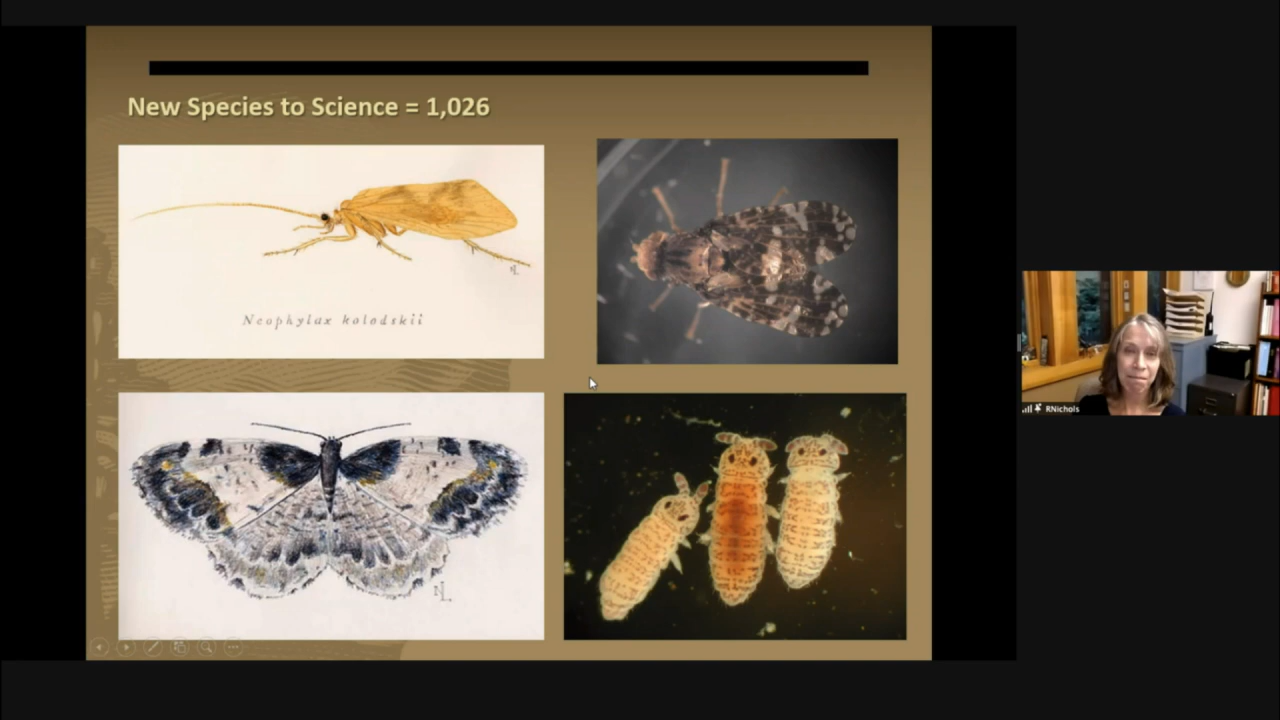 New Species to Science = 1,026
Neophylax kolodskii
RNichols